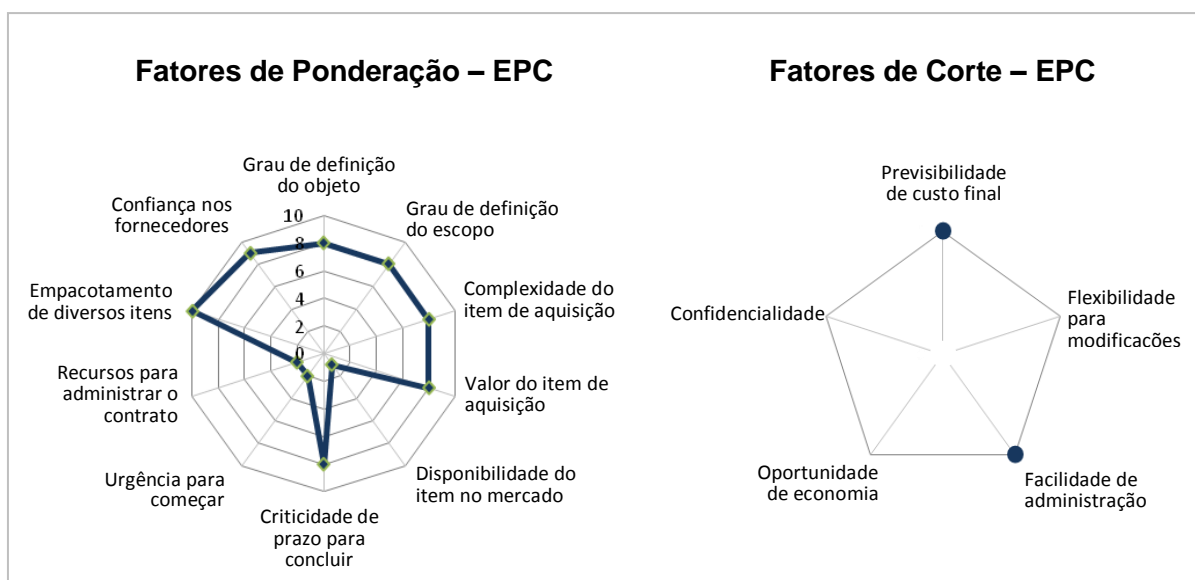 Fatores de Ponderação – EPC
Grau de definição
do objeto
Grau de definição
do escopo
Complexidade do
item de aquisição
Valor do item de
aquisição
Disponibilidade do
item no mercado
Criticidade de
prazo para
concluir
Urgência para
começar
Recursos para
administrar o
contrato
Empacotamento
de diversos itens
Confiança nos
fornecedores
10
8
6
4
2
0
Fatores de Corte – EPC
Previsibilidade
de custo final
Flexibilidade
para
modificacões
Facilidade de
administração
Oportunidade
de economia
Confidencialidade